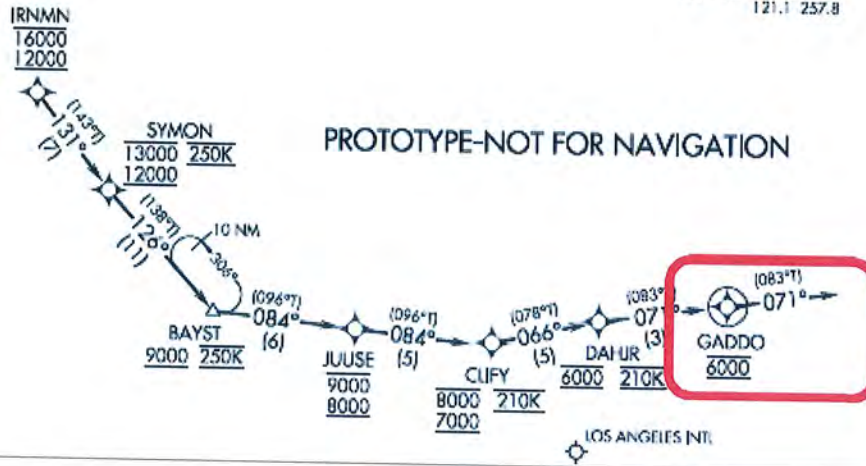 121.1 257.8
IRNMN
16000
12000
(143°T)
131°
(7)
SYMON
13000 250K
12000
PROTOTYPE-NOT FOR NAVIGATION
(138°T)
126°
(11)
10 NM
306°
BAYST
9000 250K
(096°T)
084°
(6)
JUUSE
9000
8000
(096°T)
084°
(5)
CLIFY
8000 210K
7000
(078°T)
066°
(5)
DAHJR
6000 210K
(083°T)
071°
(3)
GADDO
6000
(083°T)
071°
LOS ANGELES INTL